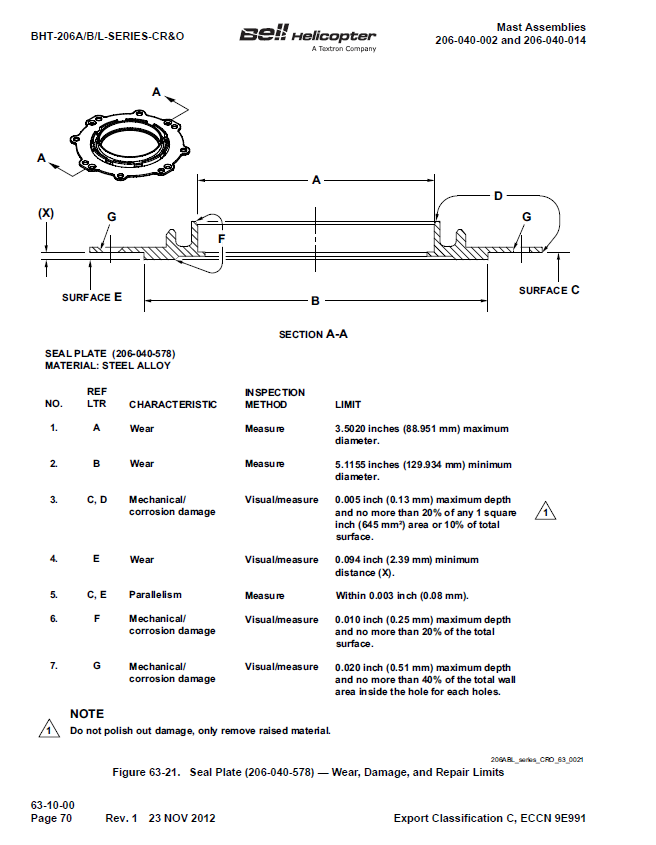 BHT-206A/B/L-SERIES-CR&O
Bell Helicopter
A Textron Company
Mast Assemblies
206-040-002 and 206-040-014
A
A
A
D
(X)
G
F
G
SURFACE E
SURFACE C
B
SECTION A-A
SEAL PLATE (206-040-578)
MATERIAL: STEEL ALLOY
NO. REF LTR CHARACTERISTIC INSPECTION METHOD LIMIT
1. A Wear Measure 3.5020 inches (88.951 mm) maximum
diameter.
2. B Wear Measure 5.1155 inches (129.934 mm) minimum
diameter.
3. C, D Mechanical/ Visual/measure 0.005 inch (0.13 mm) maximum depth
corrosion damage and no more than 20% of any 1 square
inch (645 mm²) area or 10% of total
surface.
1
4. E Wear Visual/measure 0.094 inch (2.39 mm) minimum
distance (X).
5. C, E Parallelism Measure Within 0.003 inch (0.08 mm).
6. F Mechanical/ Visual/measure 0.010 inch (0.25 mm) maximum depth
corrosion damage and no more than 20% of the total
surface.
7. G Mechanical/ Visual/measure 0.020 inch (0.51 mm) maximum depth
corrosion damage and no more than 40% of the total wall
area inside the hole for each holes.
NOTE
1 Do not polish out damage, only remove raised material.
206ABL_series_CRO_63_0021
Figure 63-21. Seal Plate (206-040-578) — Wear, Damage, and Repair Limits
63-10-00
Page 70 Rev. 1 23 NOV 2012 Export Classification C, ECCN 9E991